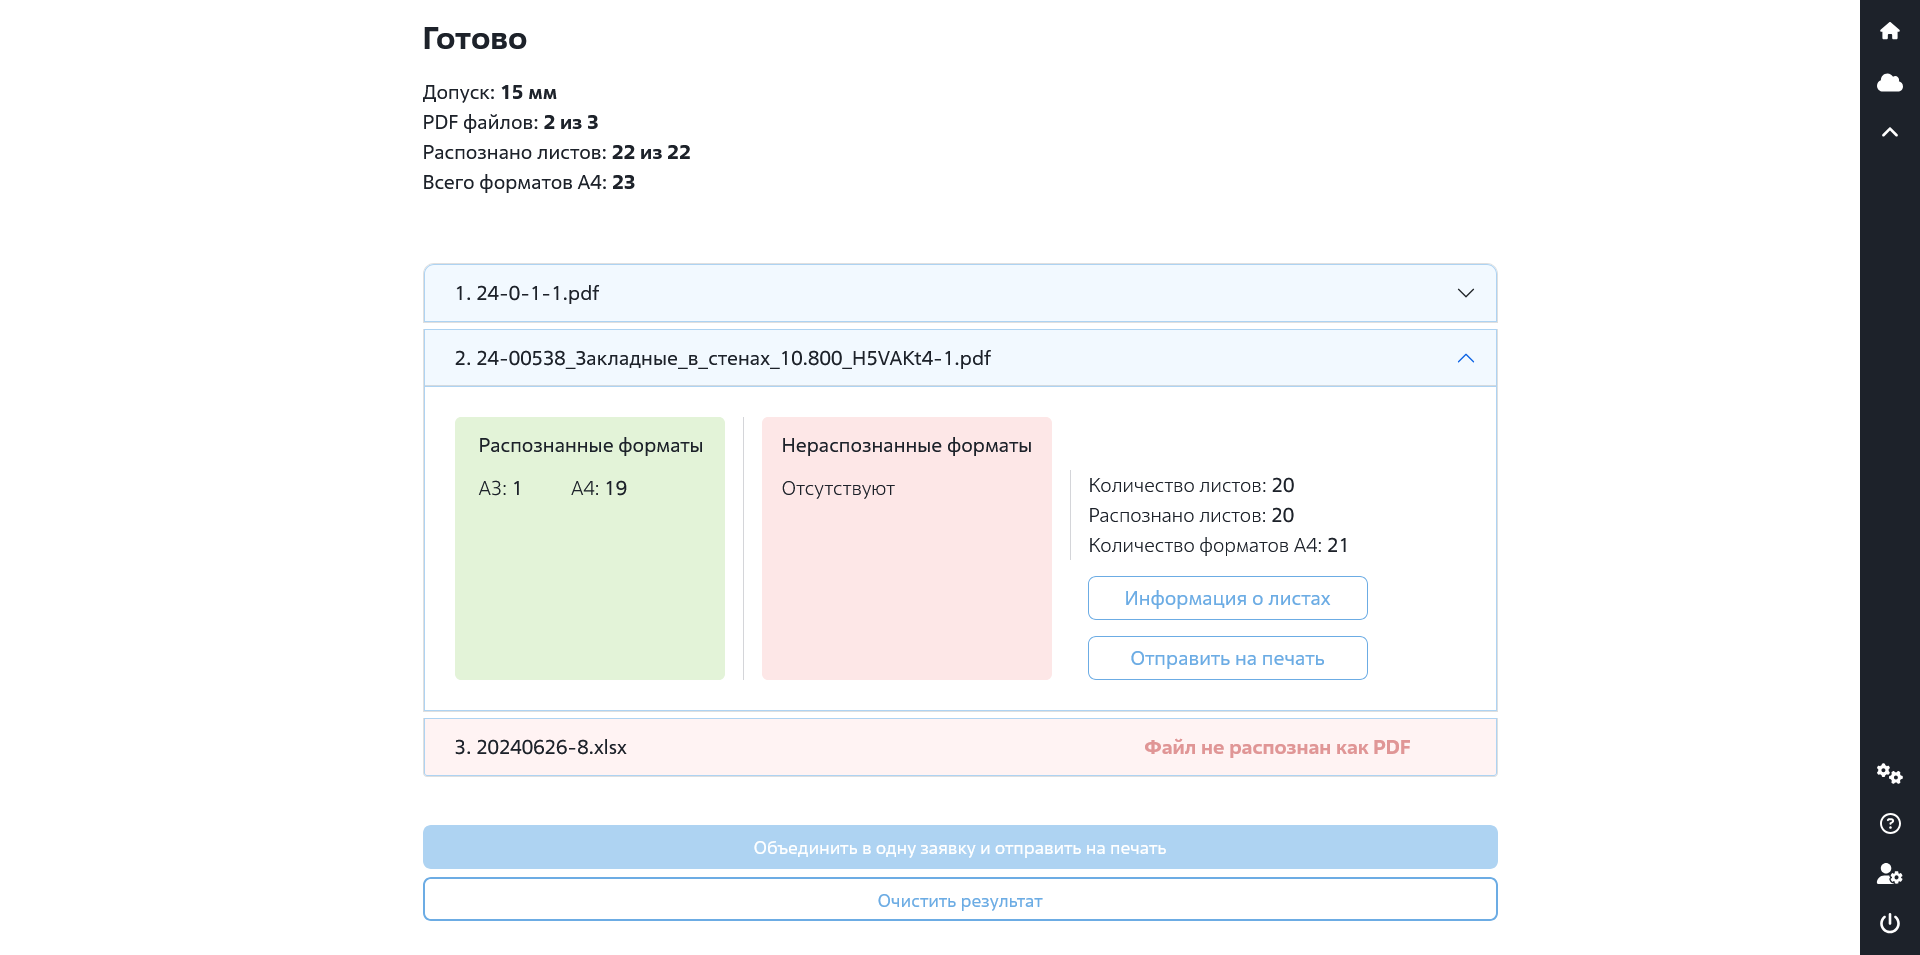 Готово
Допуск: 15 мм
PDF файлов: 2 из 3
Распознано листов: 22 из 22
Всего форматов А4: 23
1. 24-0-1-1.pdf
2. 24-00538_Закладные_в_стенах_10.800_H5VAKt4-1.pdf
Распознанные форматы
А3: 1 А4: 19
Нераспознанные форматы
Отсутствуют
Количество листов: 20
Распознано листов: 20
Количество форматов А4: 21
Информация о листах
Отправить на печать
3. 20240626-8.xlsx Файл не распознан как PDF
Объединить в одну заявку и отправить на печать
Очистить результат